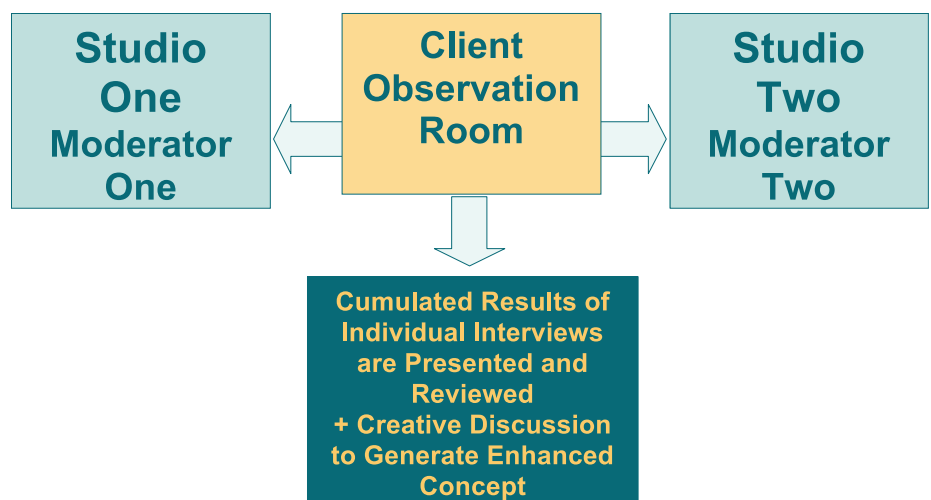 Studio
One
Moderator
One
Client
Observation
Room
Studio
Two
Moderator
Two
Cumulated Results of
Individual Interviews
are Presented and
Reviewed
+ Creative Discussion
to Generate Enhanced
Concept